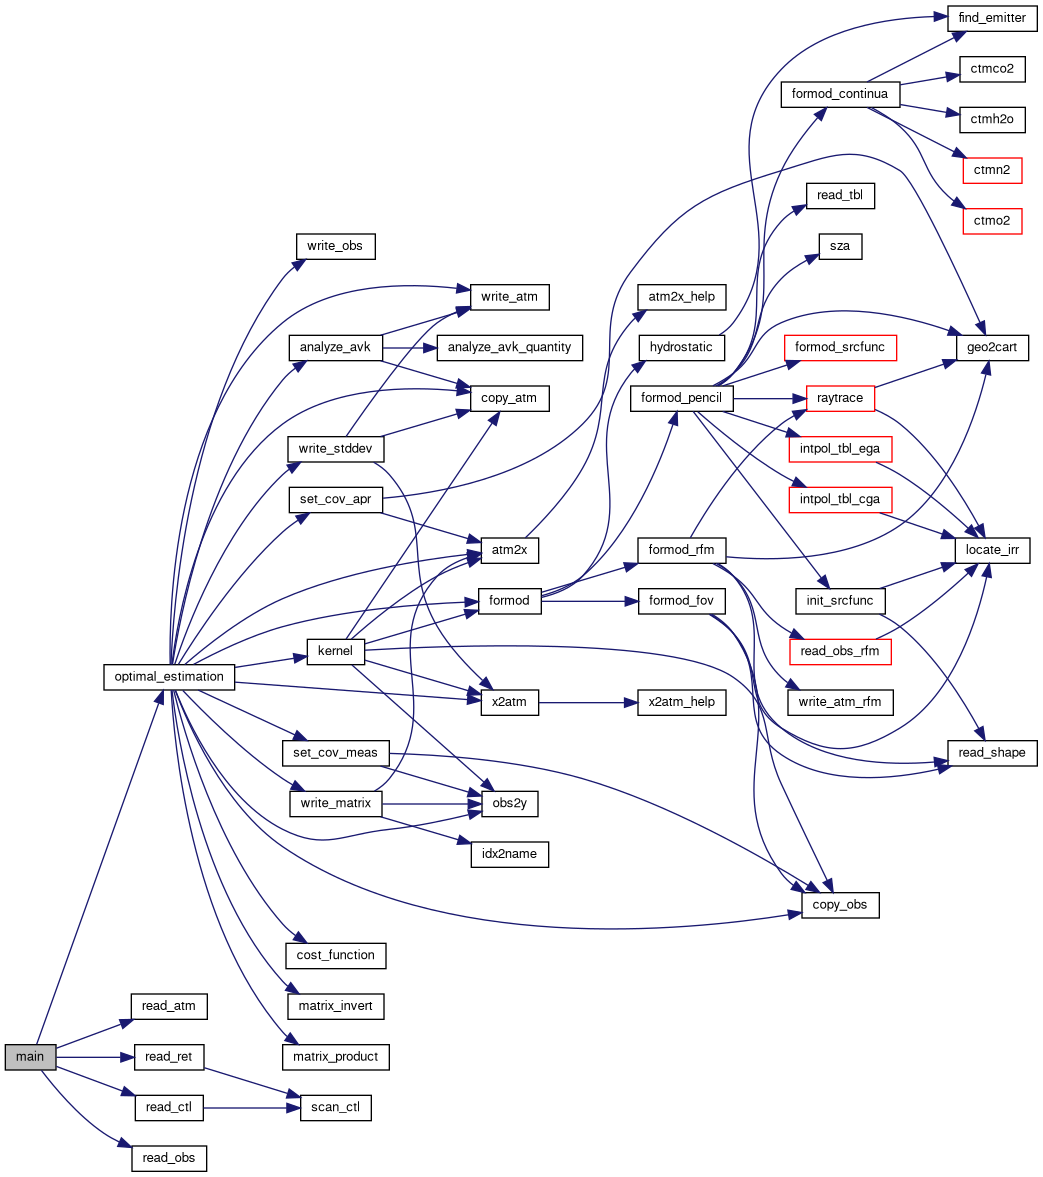 find_emitter
ctmco2
formod_continua
ctmh2o
ctmn2
read_tbl
ctmo2
write_obs
sza
write_atm
atm2x_help
analyze_avk
analyze_avk_quantity
hydrostatic
formod_srcfunc
geo2cart
copy_atm
formod_pencil
raytrace
write_stddev
intpol_tbl_ega
set_cov_apr
intpol_tbl_cga
atm2x
formod_rfm
locate_irr
formod
formod_fov
init_srcfunc
kernel
read_obs_rfm
optimal_estimation
x2atm
x2atm_help
write_atm_rfm
set_cov_meas
read_shape
write_matrix
obs2y
idx2name
copy_obs
cost_function
read_atm
matrix_invert
main
read_ret
matrix_product
read_ctl
scan_ctl
read_obs